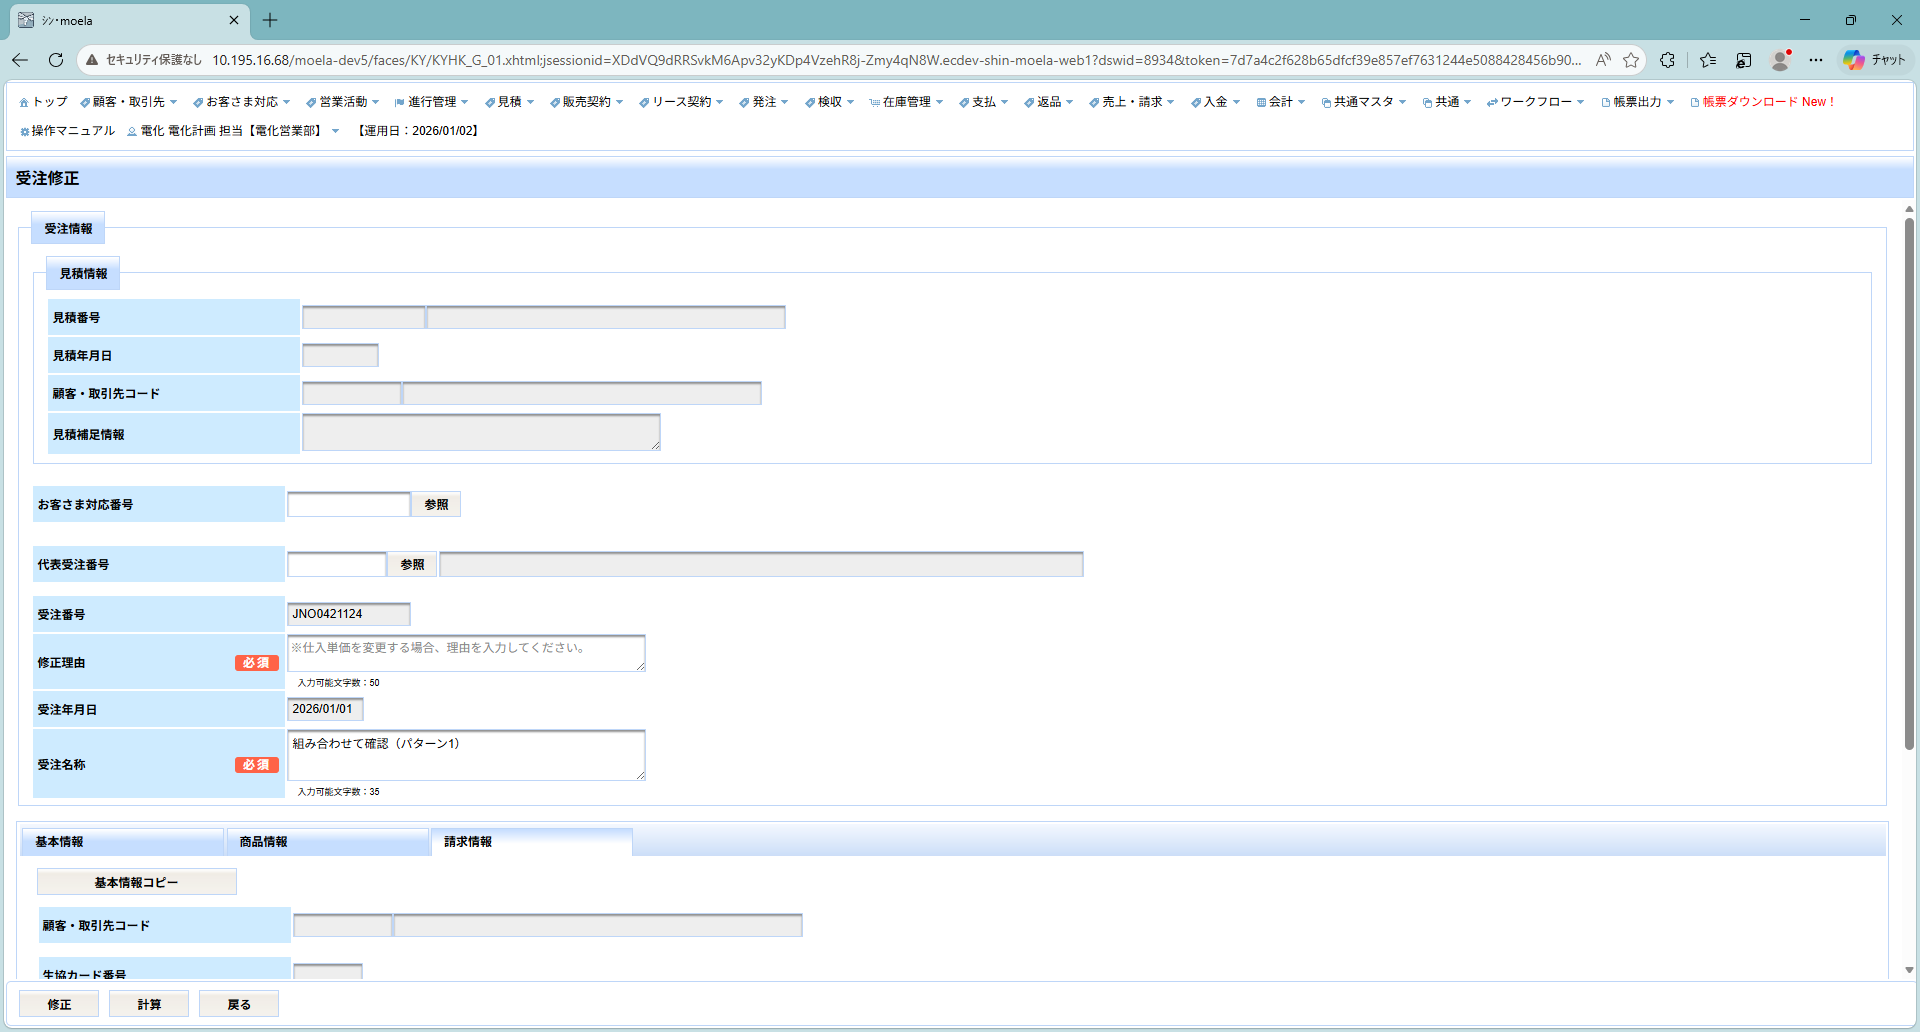 ｼﾝ･moela
セキュリティ保護なし 10.195.16.68/moela-dev5/faces/KY/KYHK_G_01.xhtml;jsessionid=XDdVQ9dRRSvkM6Apv32yKDp4VzehR8j-Zmy4qN8W.ecdev-shin-moela-web1?dswid=8934&token=7d7a4c2f628b65dfcf39e857ef7631244e5088428456b90... チャット
トップ 顧客・取引先 お客さま対応 営業活動 進行管理 見積 販売契約 リース契約 発注 検収 在庫管理 支払 返品 売上・請求 入金 会計 共通マスタ 共通 ワークフロー 帳票出力 帳票ダウンロード New！
操作マニュアル 電化 電化計画 担当【電化営業部】 【運用日：2026/01/02】
受注修正
受注情報
見積情報
見積番号
見積年月日
顧客・取引先コード
見積補足情報
お客さま対応番号 参照
代表受注番号 参照
受注番号 JNO0421124
修正理由 必須 ※仕入単価を変更する場合、理由を入力してください。
入力可能文字数：50
受注年月日 2026/01/01
受注名称 必須 組み合わせて確認（パターン1）
入力可能文字数：35
基本情報 商品情報 請求情報
基本情報コピー
顧客・取引先コード
生協カード番号
修正 計算 戻る